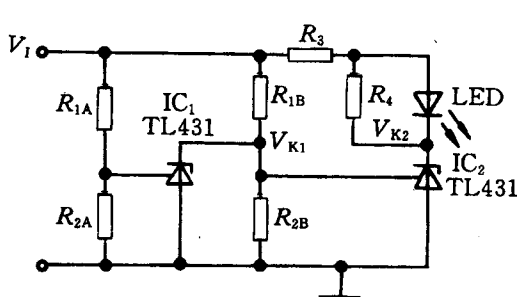 V_I
R_3
R_1A
IC_1
TL431
R_1B
R_4
LED
V_K1
V_K2
IC_2
TL431
R_2A
R_2B